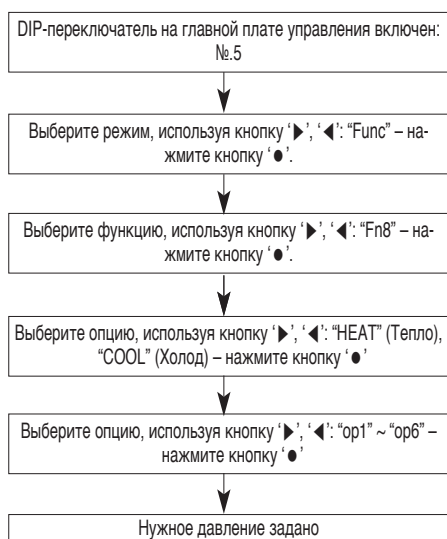 DIP-переключатель на главной плате управления включен:
№.5
Выберите режим, используя кнопку ‘▶’, ‘◀’: “Func” – на-
жмите кнопку ‘●’.
Выберите функцию, используя кнопку ‘▶’, ‘◀’: “Fn8” – на-
жмите кнопку ‘●’.
Выберите опцию, используя кнопку ‘▶’, ‘◀’: “HEAT” (Тепло),
“COOL” (Холод) – нажмите кнопку ‘●’
Выберите опцию, используя кнопку ‘▶’, ‘◀’: “op1” ~ “op6” –
нажмите кнопку ‘●’
Нужное давление задано